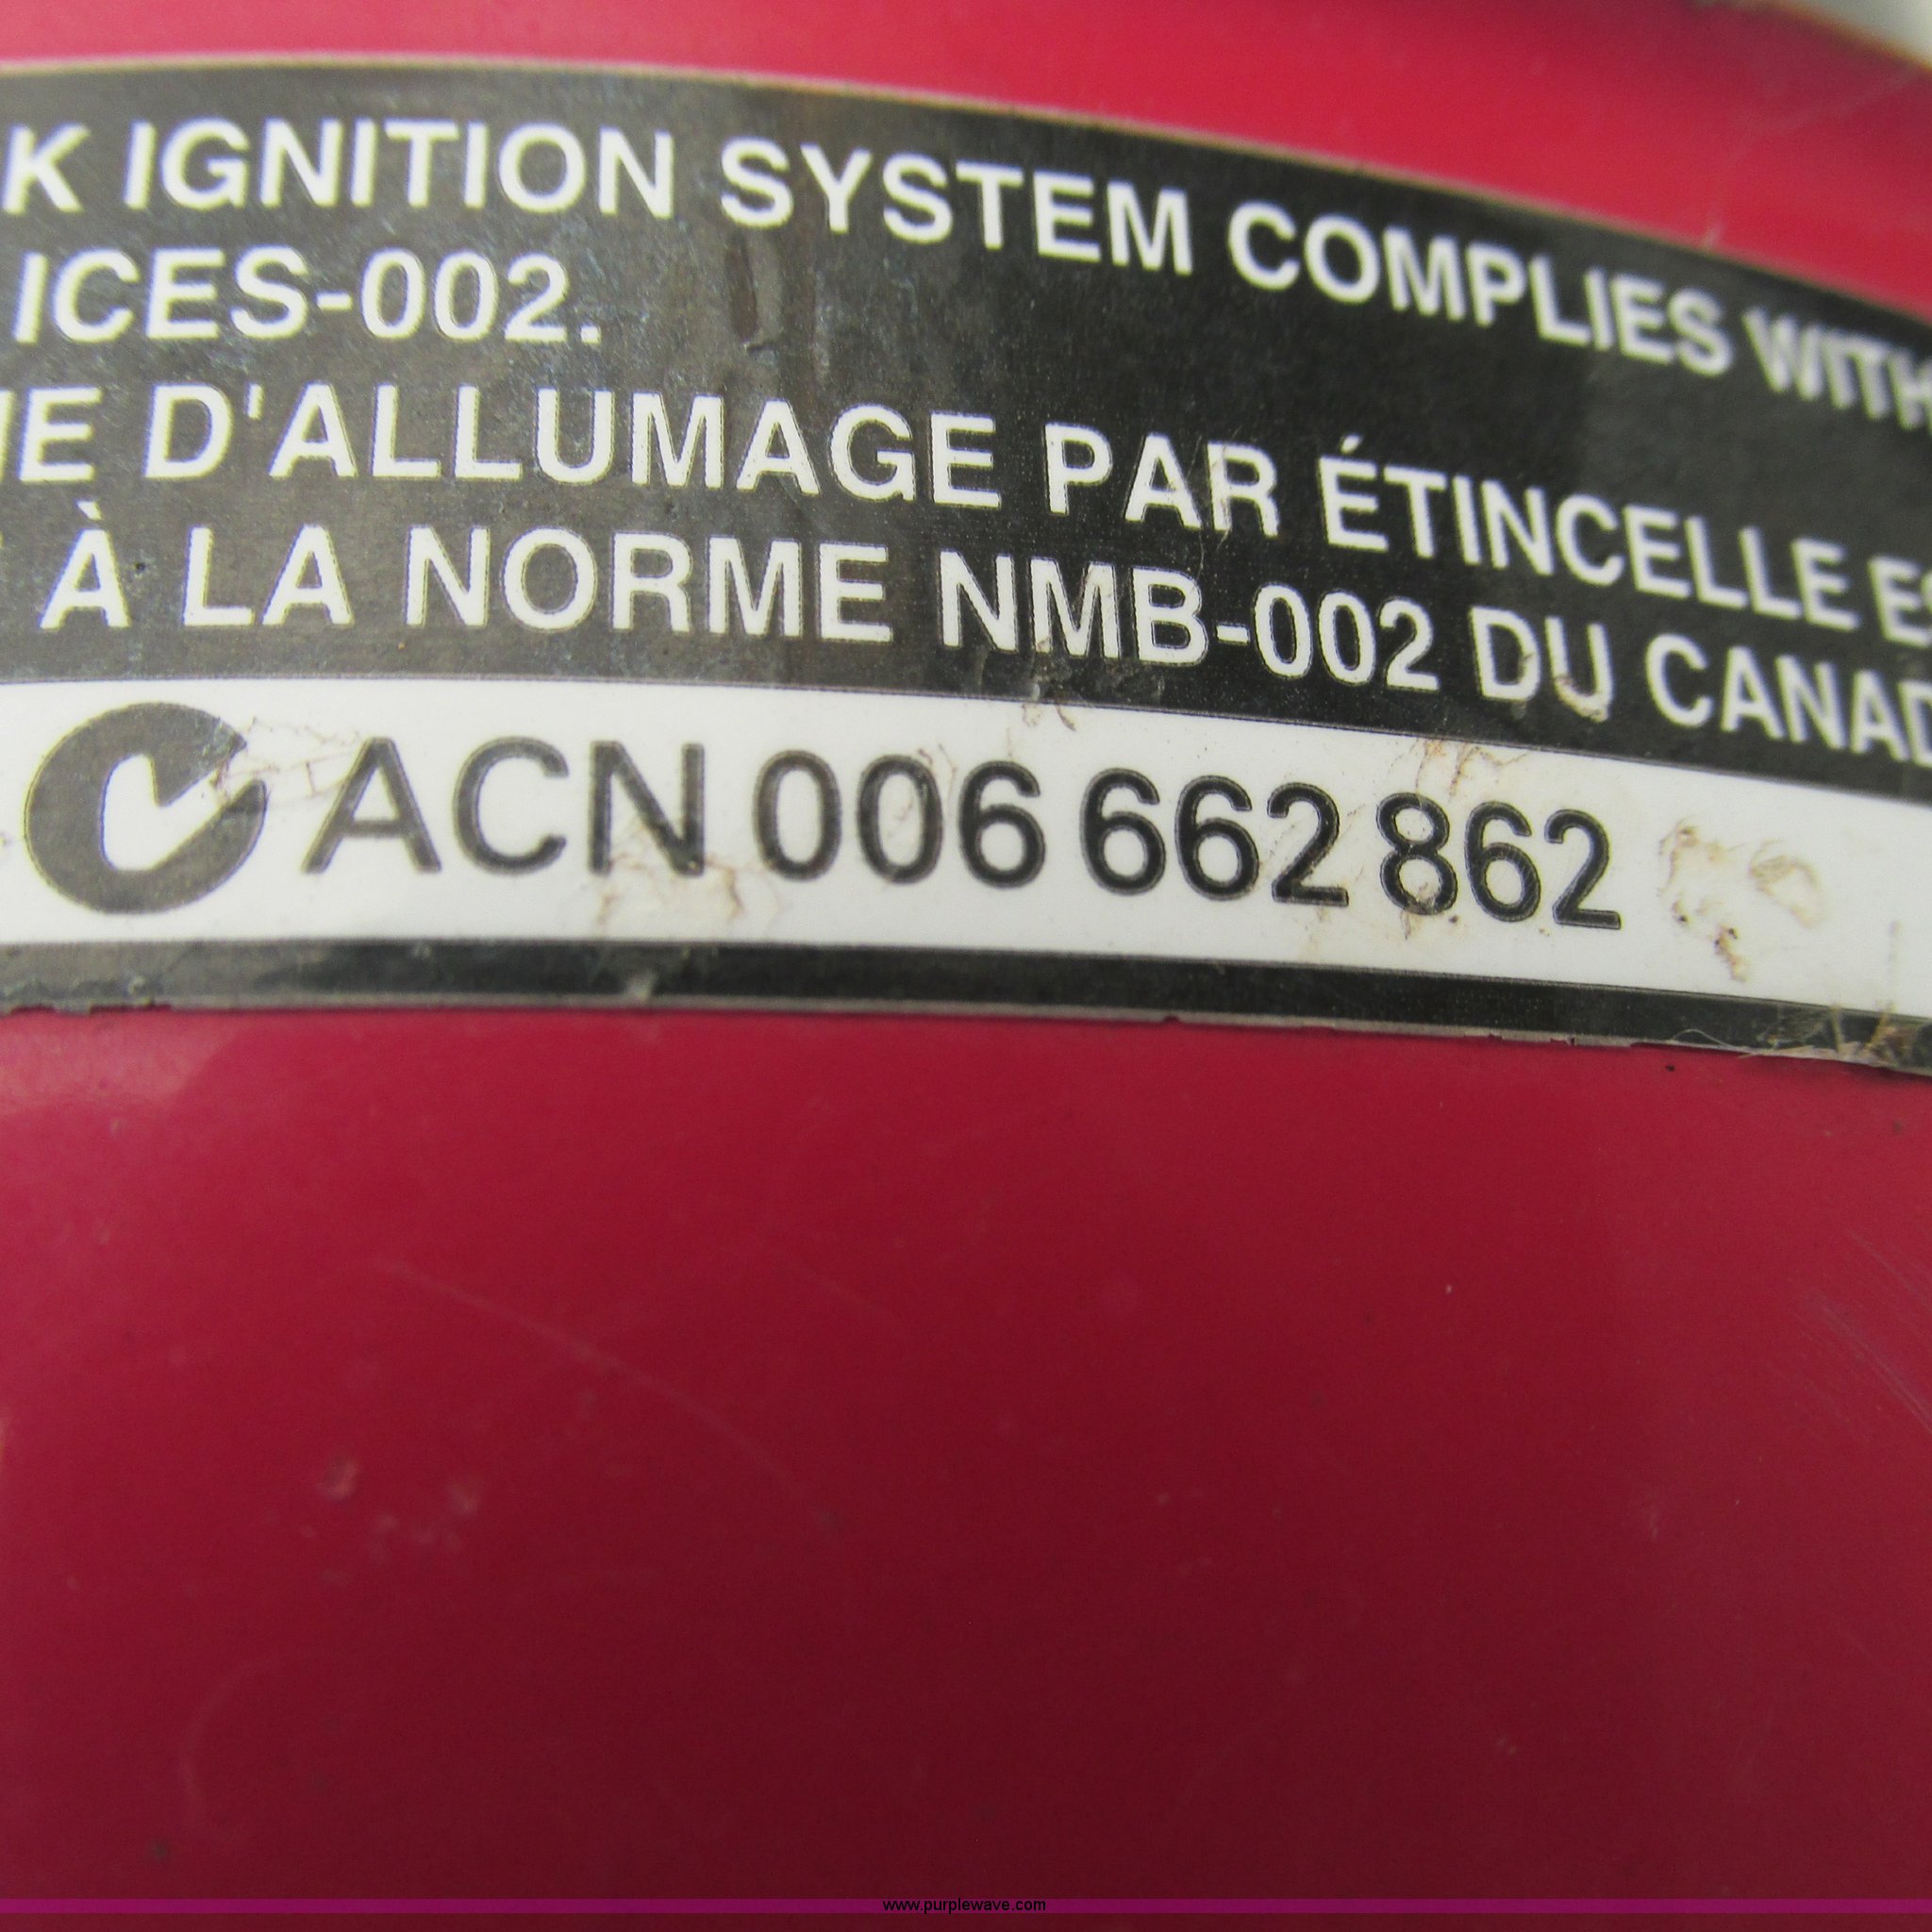 K IGNITION SYSTEM COMPLIES WITH
ICES-002.
D'ALLUMAGE PAR ÉTINCELLE
À LA NORME NMB-002 DU CANAD
ACN 006 662 862
www.purplewave.com